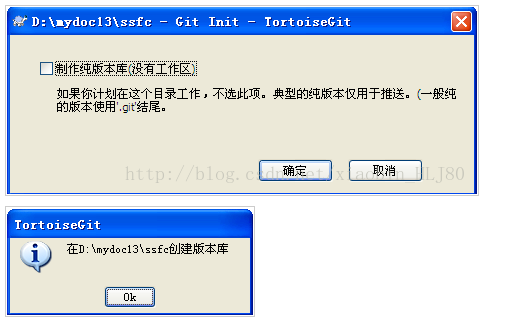 D:\mydoc13\ssfc - Git Init - TortoiseGit
制作纯版本库(没有工作区)
如果你计划在这个目录工作，不选此项。典型的纯版本仅用于推送。(一般纯
的版本使用'.git'结尾。
确定 取消
TortoiseGit
在D:\mydoc13\ssfc创建版本库
Ok